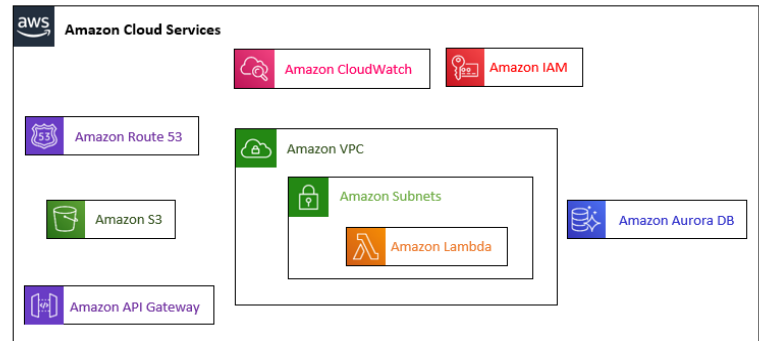 aws
Amazon Cloud Services
Amazon CloudWatch
Amazon IAM
53
Amazon Route 53
Amazon VPC
Amazon Subnets
Amazon S3
Amazon Aurora DB
Amazon Lambda
Amazon API Gateway